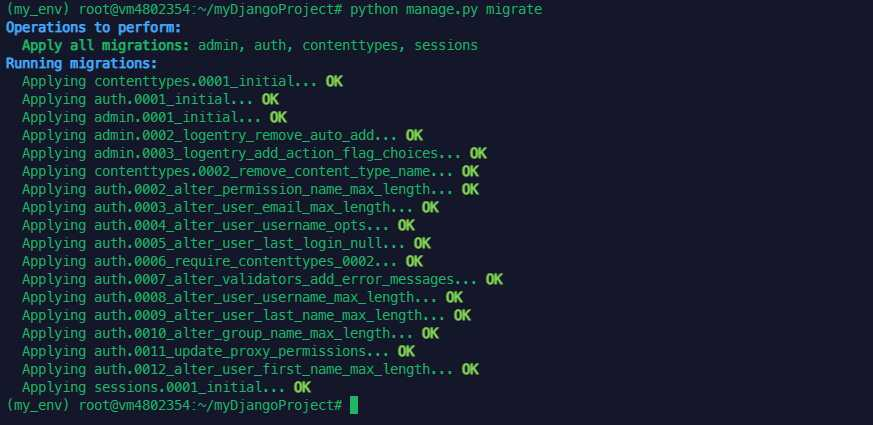 (my_env) root@vm4802354:~/myDjangoProject# python manage.py migrate
Operations to perform:
  Apply all migrations: admin, auth, contenttypes, sessions
Running migrations:
  Applying contenttypes.0001_initial... OK
  Applying auth.0001_initial... OK
  Applying admin.0001_initial... OK
  Applying admin.0002_logentry_remove_auto_add... OK
  Applying admin.0003_logentry_add_action_flag_choices... OK
  Applying contenttypes.0002_remove_content_type_name... OK
  Applying auth.0002_alter_permission_name_max_length... OK
  Applying auth.0003_alter_user_email_max_length... OK
  Applying auth.0004_alter_user_username_opts... OK
  Applying auth.0005_alter_user_last_login_null... OK
  Applying auth.0006_require_contenttypes_0002... OK
  Applying auth.0007_alter_validators_add_error_messages... OK
  Applying auth.0008_alter_user_username_max_length... OK
  Applying auth.0009_alter_user_last_name_max_length... OK
  Applying auth.0010_alter_group_name_max_length... OK
  Applying auth.0011_update_proxy_permissions... OK
  Applying auth.0012_alter_user_first_name_max_length... OK
  Applying sessions.0001_initial... OK
(my_env) root@vm4802354:~/myDjangoProject#